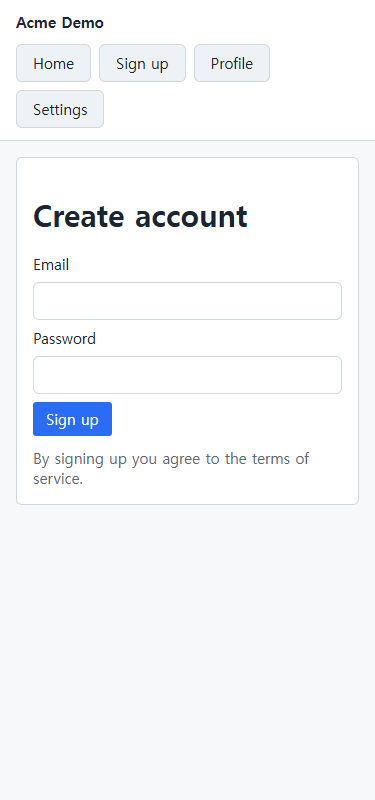 Acme Demo
Home Sign up Profile
Settings
Create account
Email
Password
Sign up
By signing up you agree to the terms of
service.